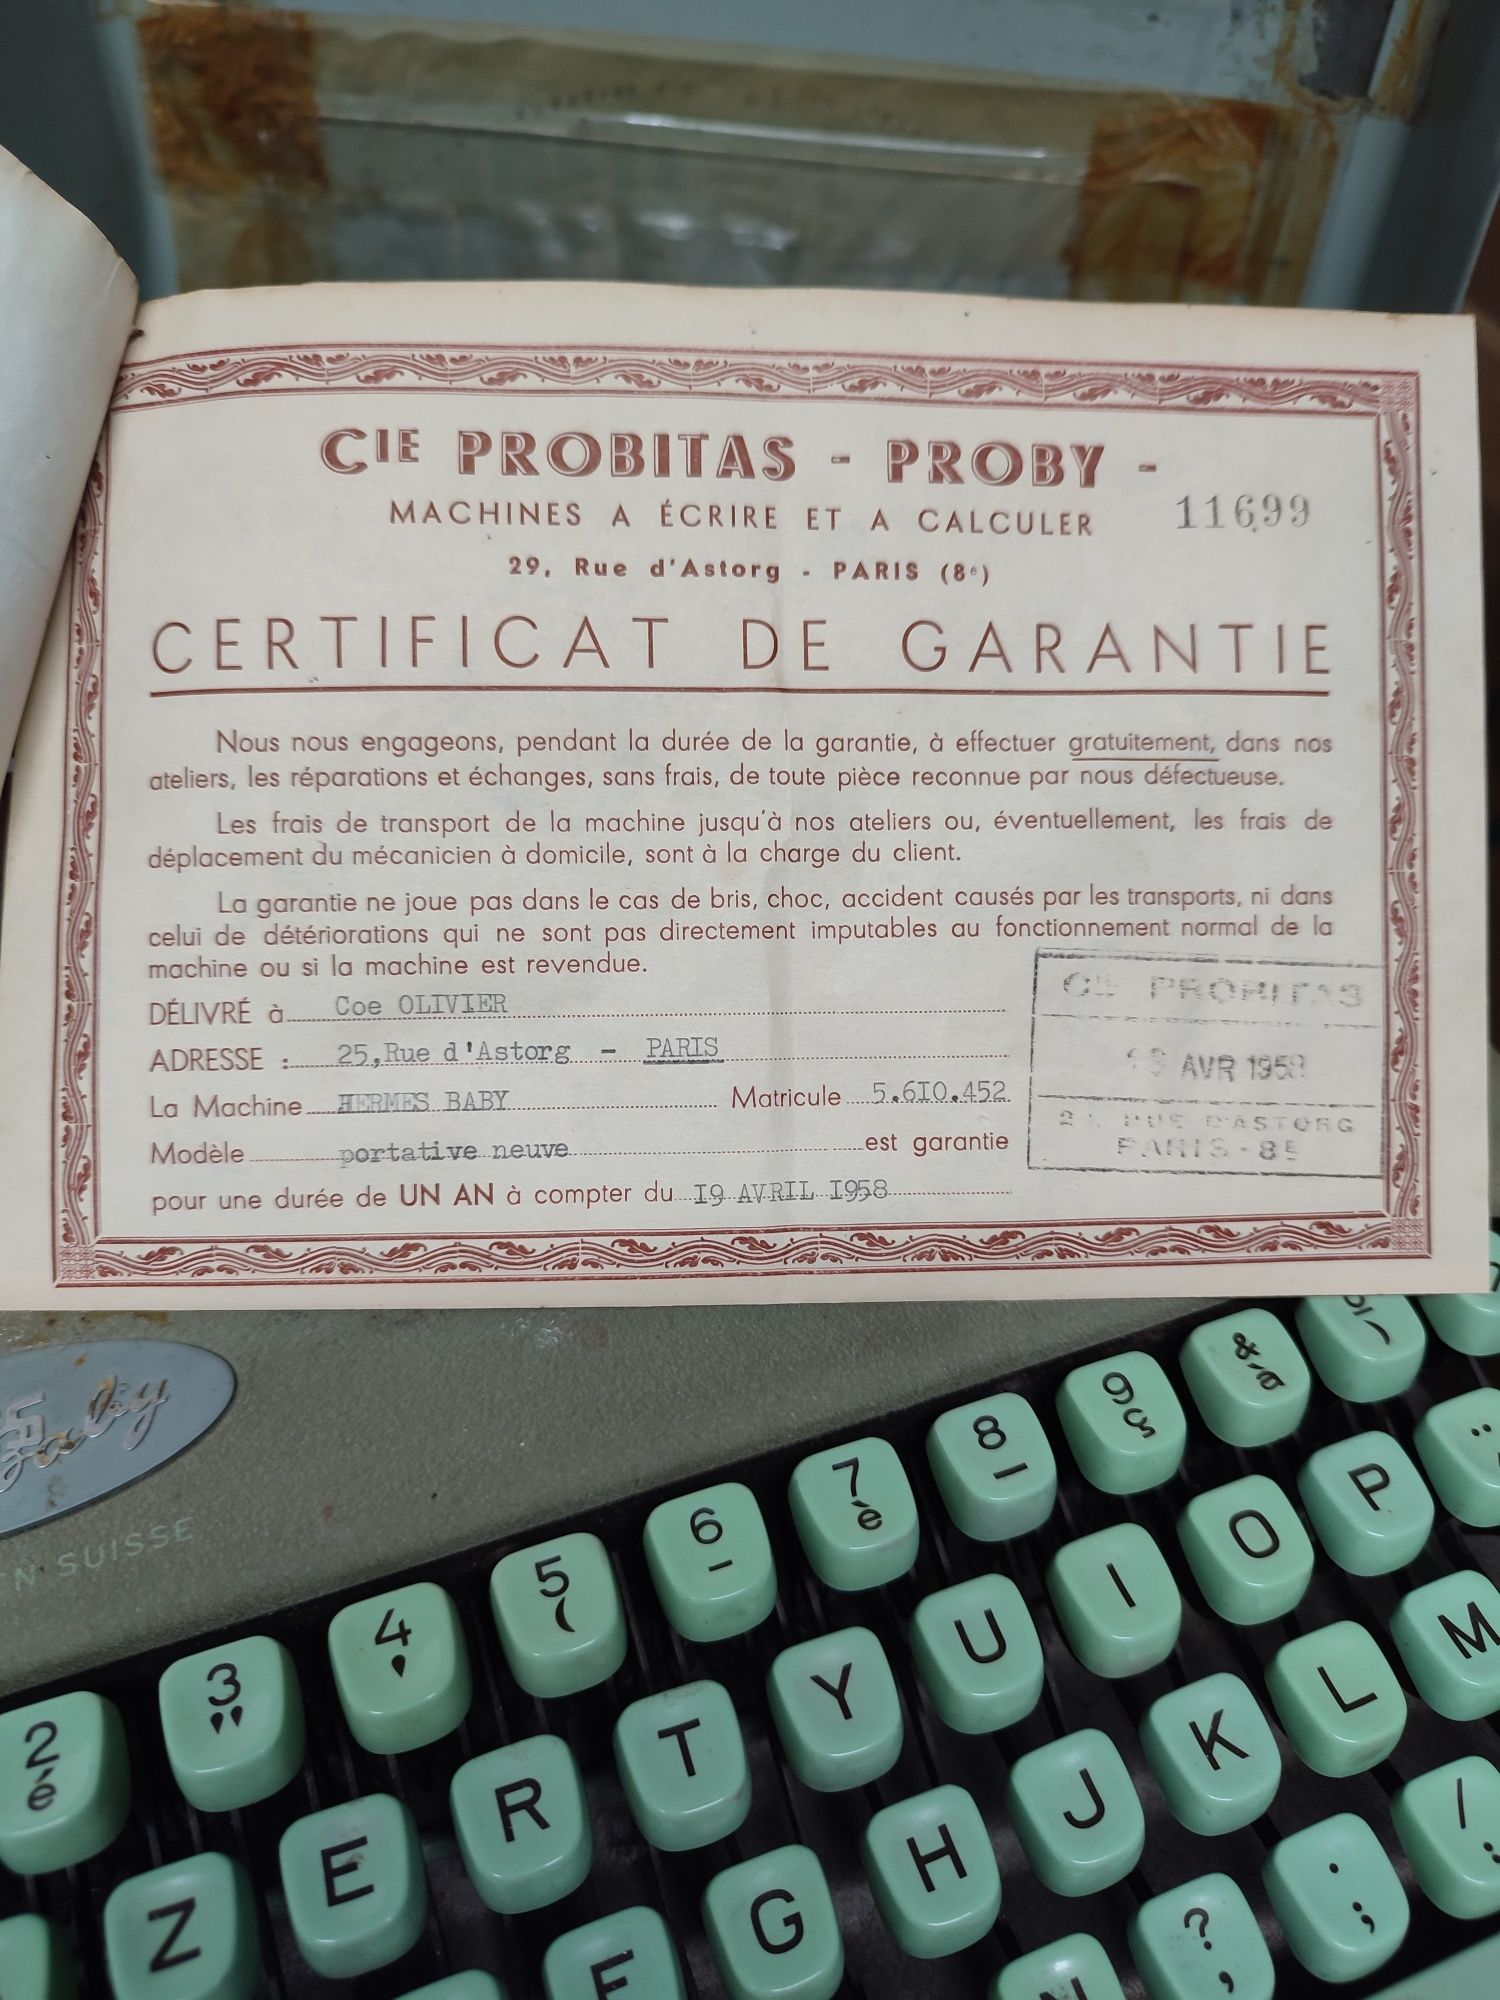 CIE PROBITAS - PROBY -
MACHINES A ÉCRIRE ET A CALCULER
11699
29, Rue d'Astorg - PARIS (8e)
CERTIFICAT DE GARANTIE
Nous nous engageons, pendant la durée de la garantie, à effectuer gratuitement, dans nos
ateliers, les réparations et échanges, sans frais, de toute pièce reconnue par nous défectueuse.
Les frais de transport de la machine jusqu'à nos ateliers ou, éventuellement, les frais de
déplacement du mécanicien à domicile, sont à la charge du client.
La garantie ne joue pas dans le cas de bris, choc, accident causés par les transports, ni dans
celui de détériorations qui ne sont pas directement imputables au fonctionnement normal de la
machine ou si la machine est revendue.
DÉLIVRÉ à Coe OLIVIER
ADRESSE : 25,Rue d'Astorg - PARIS
La Machine HERMES BABY Matricule 5.6I0.452
Modèle portative neuve est garantie
pour une durée de UN AN à compter du I9 AVRIL I958
CIE PROBITAS
AVR 1958
RUE D'ASTORG
PARIS - 8E
Baby
EN SUISSE
2 é
3 "
4 '
5 (
6 -
7 è
8 _
9 ç
& à
Z E R T Y U I O P
F G H J K L M
N ? , . ;
/ :